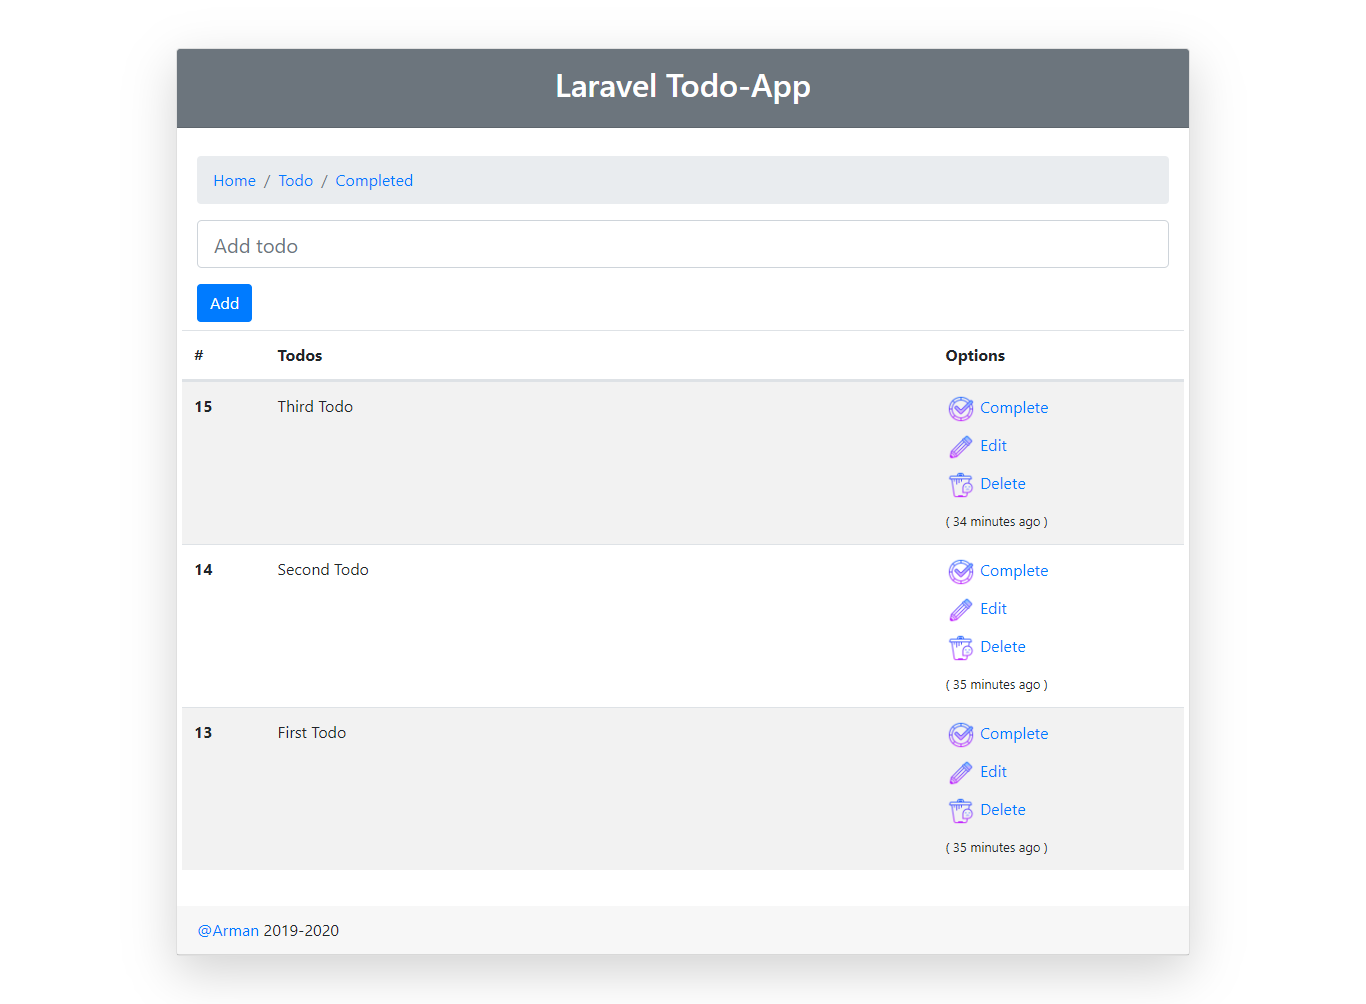 Laravel Todo-App
Home / Todo / Completed
Add todo
Add
# Todos Options
15 Third Todo Complete
Edit
Delete
( 34 minutes ago )
14 Second Todo Complete
Edit
Delete
( 35 minutes ago )
13 First Todo Complete
Edit
Delete
( 35 minutes ago )
@Arman 2019-2020